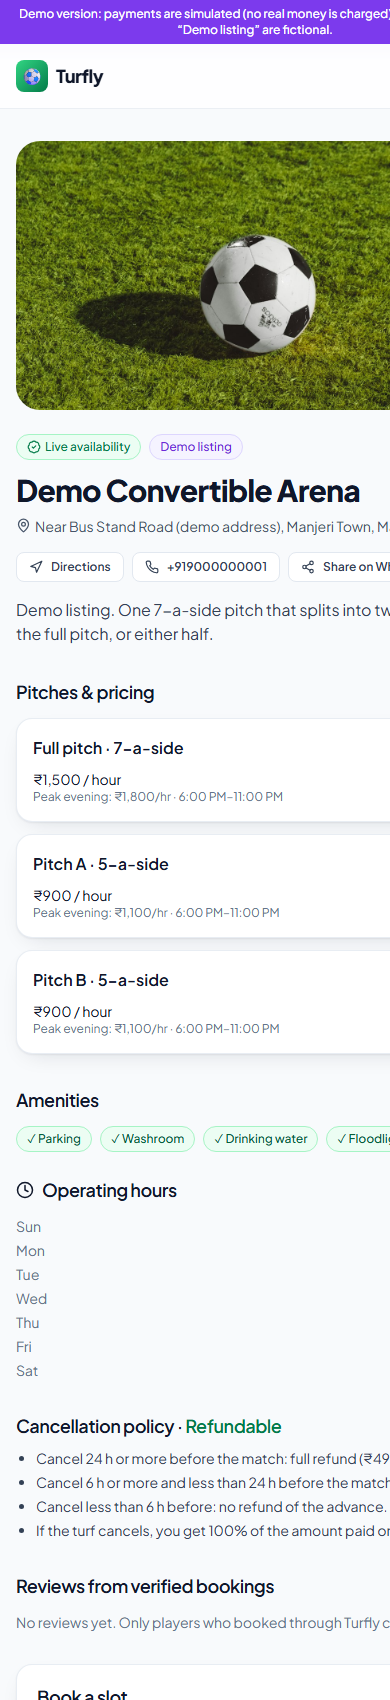 Demo version: payments are simulated (no real money is charged)
“Demo listing” are fictional.
Turfly
Live availability
Demo listing
Demo Convertible Arena
Near Bus Stand Road (demo address), Manjeri Town,
Directions
+919000000001
Share on
Demo listing. One 7-a-side pitch that splits into
the full pitch, or either half.
Pitches & pricing
Full pitch · 7-a-side
₹1,500 / hour
Peak evening: ₹1,800/hr · 6:00 PM–11:00 PM
Pitch A · 5-a-side
₹900 / hour
Peak evening: ₹1,100/hr · 6:00 PM–11:00 PM
Pitch B · 5-a-side
₹900 / hour
Peak evening: ₹1,100/hr · 6:00 PM–11:00 PM
Amenities
✓ Parking
✓ Washroom
✓ Drinking water
✓
Operating hours
Sun
Mon
Tue
Wed
Thu
Fri
Sat
Cancellation policy · Refundable
Cancel 24 h or more before the match: full refund
Cancel 6 h or more and less than 24 h before the match
Cancel less than 6 h before: no refund of the advance.
If the turf cancels, you get 100% of the amount paid
Reviews from verified bookings
No reviews yet. Only players who booked through Turfly
Book a slot